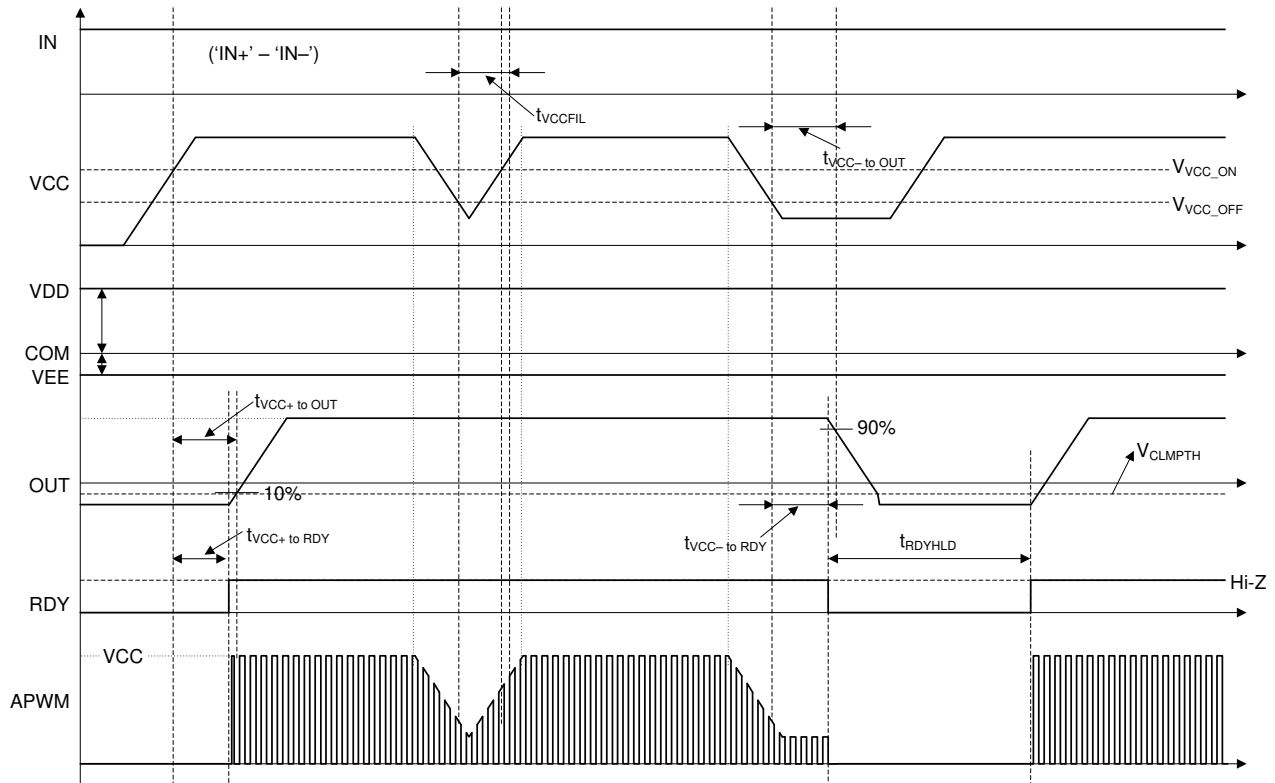 IN
('IN+' – 'IN–')
tVCCFIL
tVCC– to OUT
VCC
VVCC_ON
VVCC_OFF
VDD
COM
VEE
tVCC+ to OUT
90%
VCLMPTH
OUT
10%
tVCC+ to RDY
tVCC– to RDY
tRDYHLD
Hi-Z
RDY
VCC
APWM